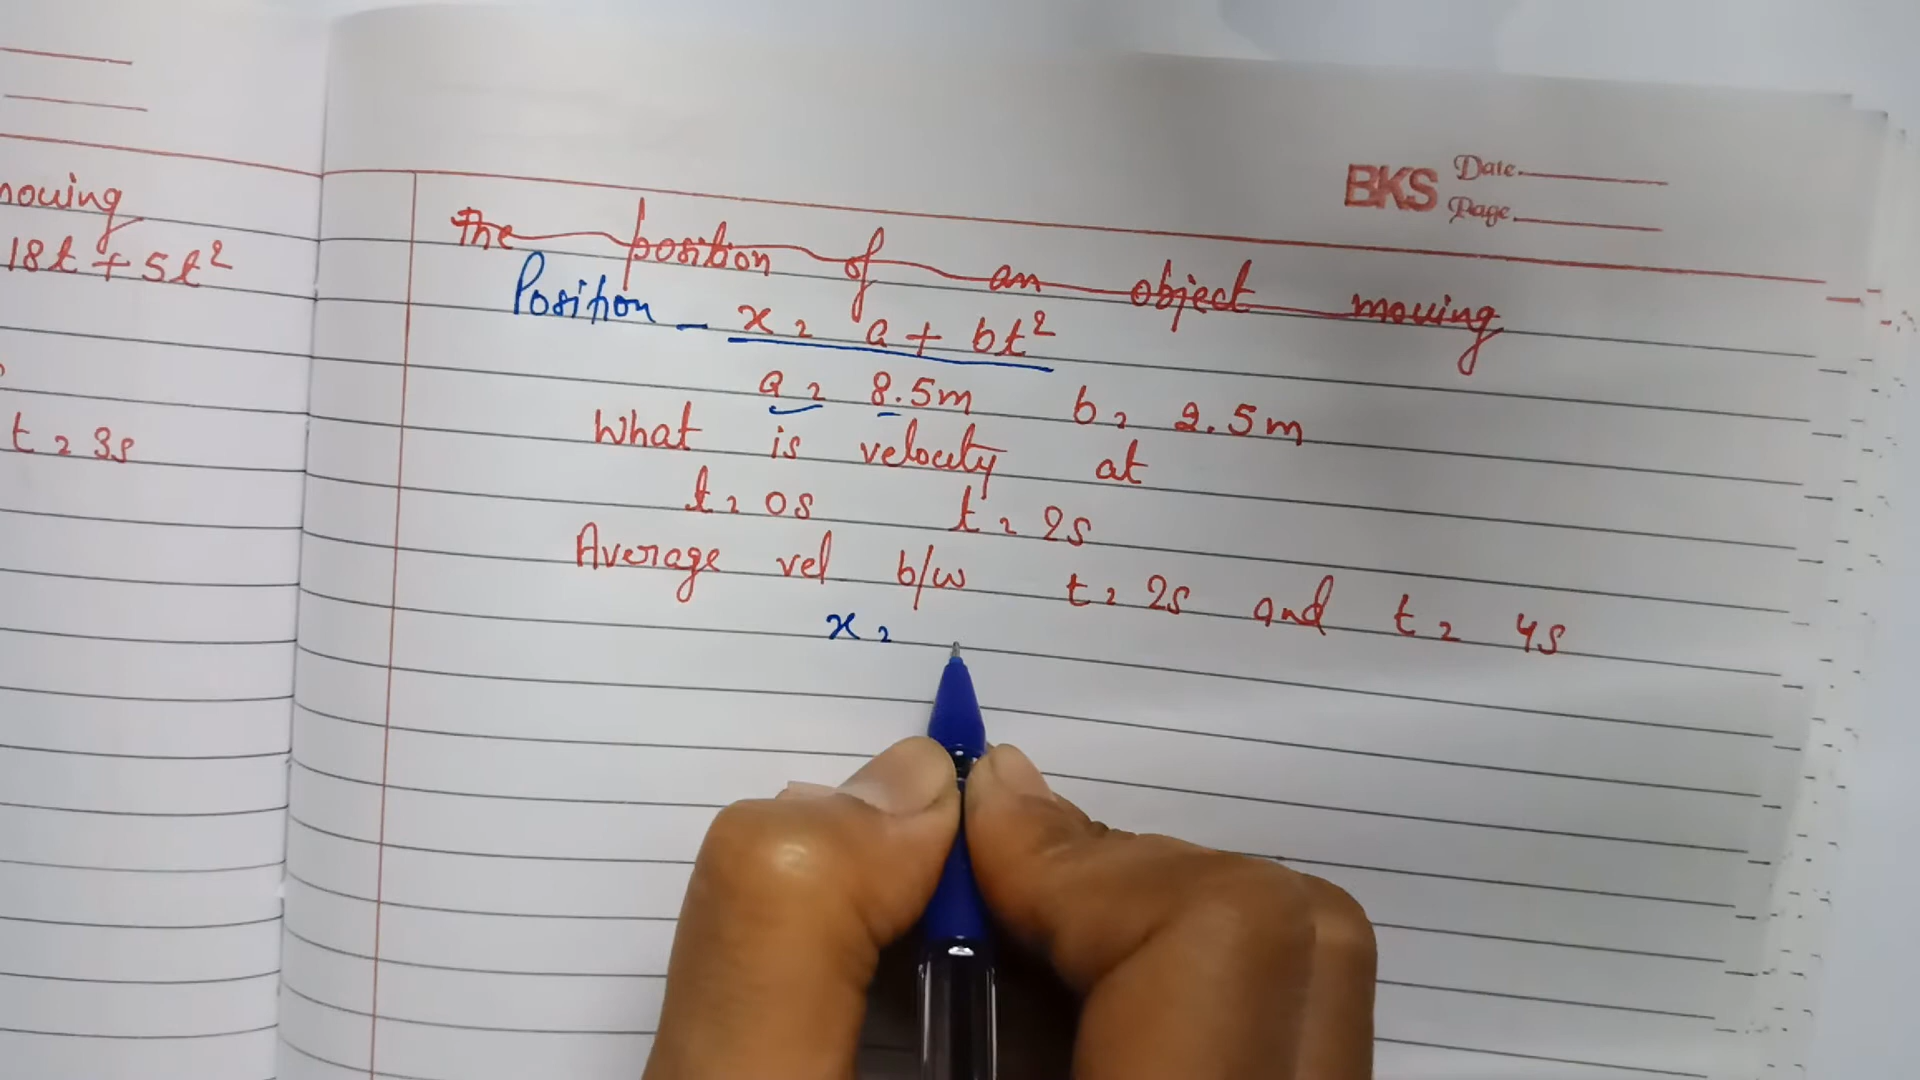 moving
18t + 5t²
t = 3s
BKS Date
Page
The position of an object moving
Position - x = a + bt²
a = 8.5m b = 2.5m
What is velocity at
t = 0s t = 2s
Average vel b/w t = 2s and t = 4s
x =